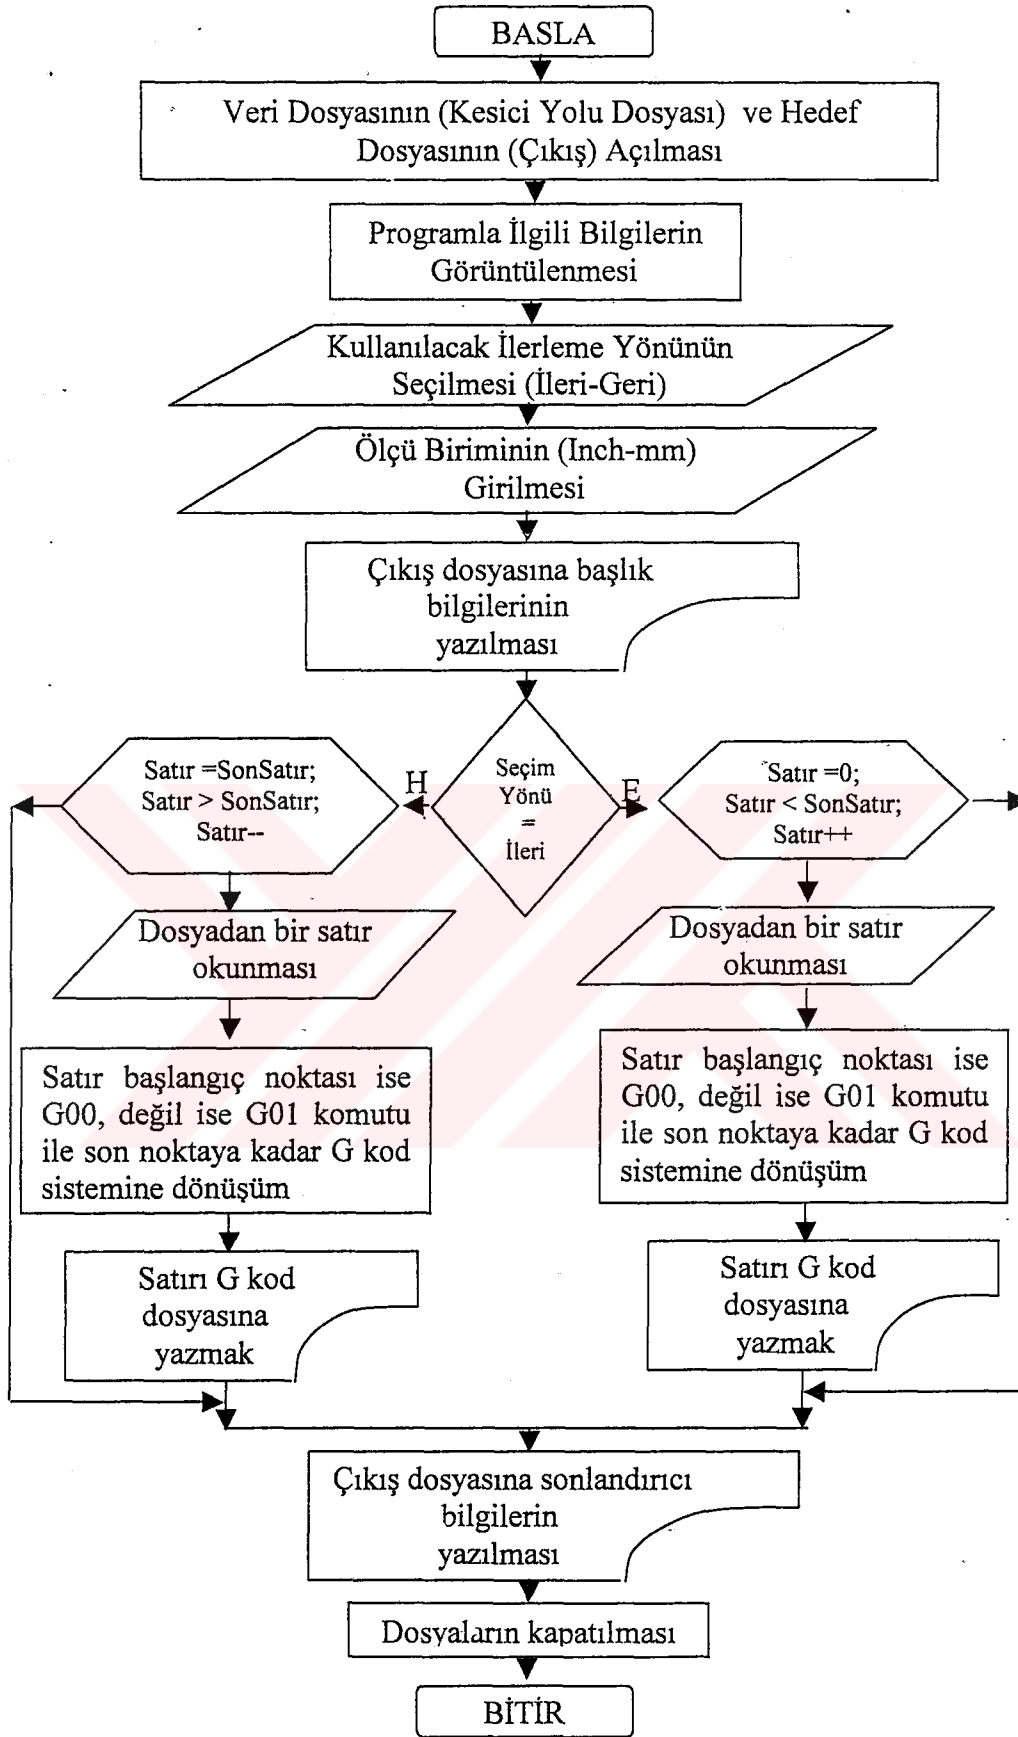 BASLA
Veri Dosyasının (Kesici Yolu Dosyası) ve Hedef
Dosyasının (Çıkış) Açılması
Programla İlgili Bilgilerin
Görüntülenmesi
Kullanılacak İlerleme Yönünün
Seçilmesi (İleri-Geri)
Ölçü Biriminin (Inch-mm)
Girilmesi
Çıkış dosyasına başlık
bilgilerinin
yazılması
Seçim
Yönü
=
İleri
H
E
Satır =SonSatır;
Satır > SonSatır;
Satır--
Dosyadan bir satır
okunması
Satır başlangıç noktası ise
G00, değil ise G01 komutu
ile son noktaya kadar G kod
sistemine dönüşüm
Satırı G kod
dosyasına
yazmak
Satır =0;
Satır < SonSatır;
Satır++
Dosyadan bir satır
okunması
Satır başlangıç noktası ise
G00, değil ise G01 komutu
ile son noktaya kadar G kod
sistemine dönüşüm
Satırı G kod
dosyasına
yazmak
Çıkış dosyasına sonlandırıcı
bilgilerin
yazılması
Dosyaların kapatılması
BİTİR